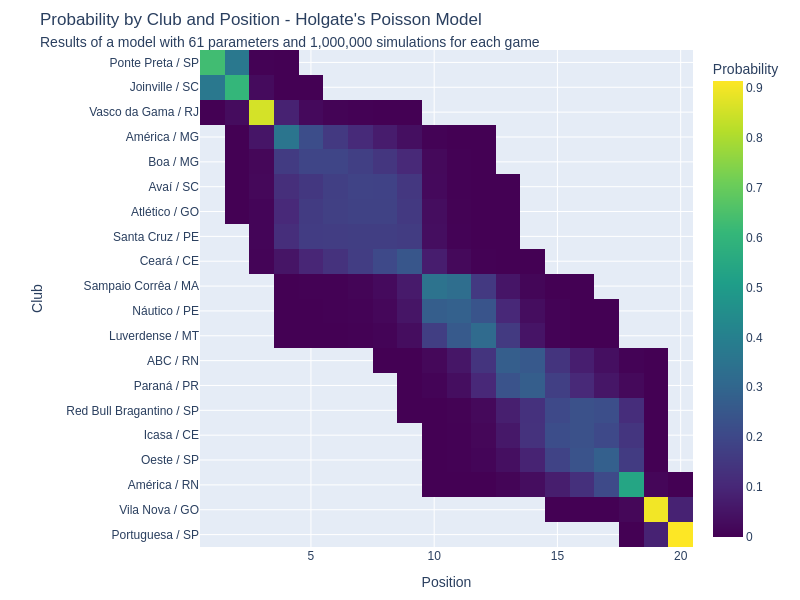 Probability by Club and Position - Holgate's Poisson Model
Results of a model with 61 parameters and 1,000,000 simulations for each game
Probability
Club
Ponte Preta / SP
Joinville / SC
Vasco da Gama / RJ
América / MG
Boa / MG
Avaí / SC
Atlético / GO
Santa Cruz / PE
Ceará / CE
Sampaio Corrêa / MA
Náutico / PE
Luverdense / MT
ABC / RN
Paraná / PR
Red Bull Bragantino / SP
Icasa / CE
Oeste / SP
América / RN
Vila Nova / GO
Portuguesa / SP
0.9
0.8
0.7
0.6
0.5
0.4
0.3
0.2
0.1
0
5 10 15 20
Position